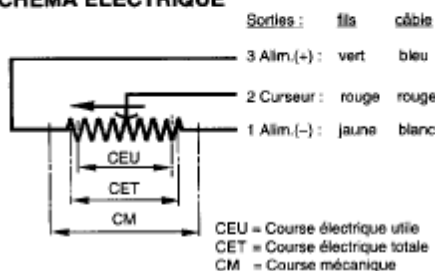 CHEMA ELECTRIQUE
Sorties : fils câble
3 Alim.(+) : vert bleu
2 Curseur : rouge rouge
1 Alim.(–) : jaune blanc
CEU
CET
CM
CEU = Course électrique utile
CET = Course électrique totale
CM = Course mécanique